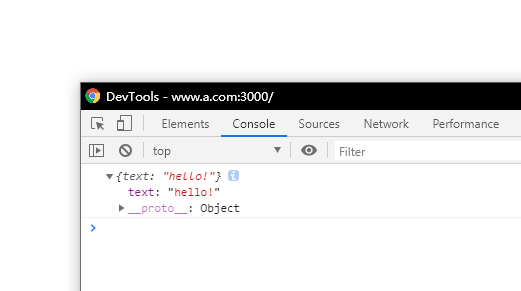 DevTools - www.a.com:3000/
Elements Console Sources Network Performance
top Filter
{text: "hello!"} i
text: "hello!"
__proto__: Object